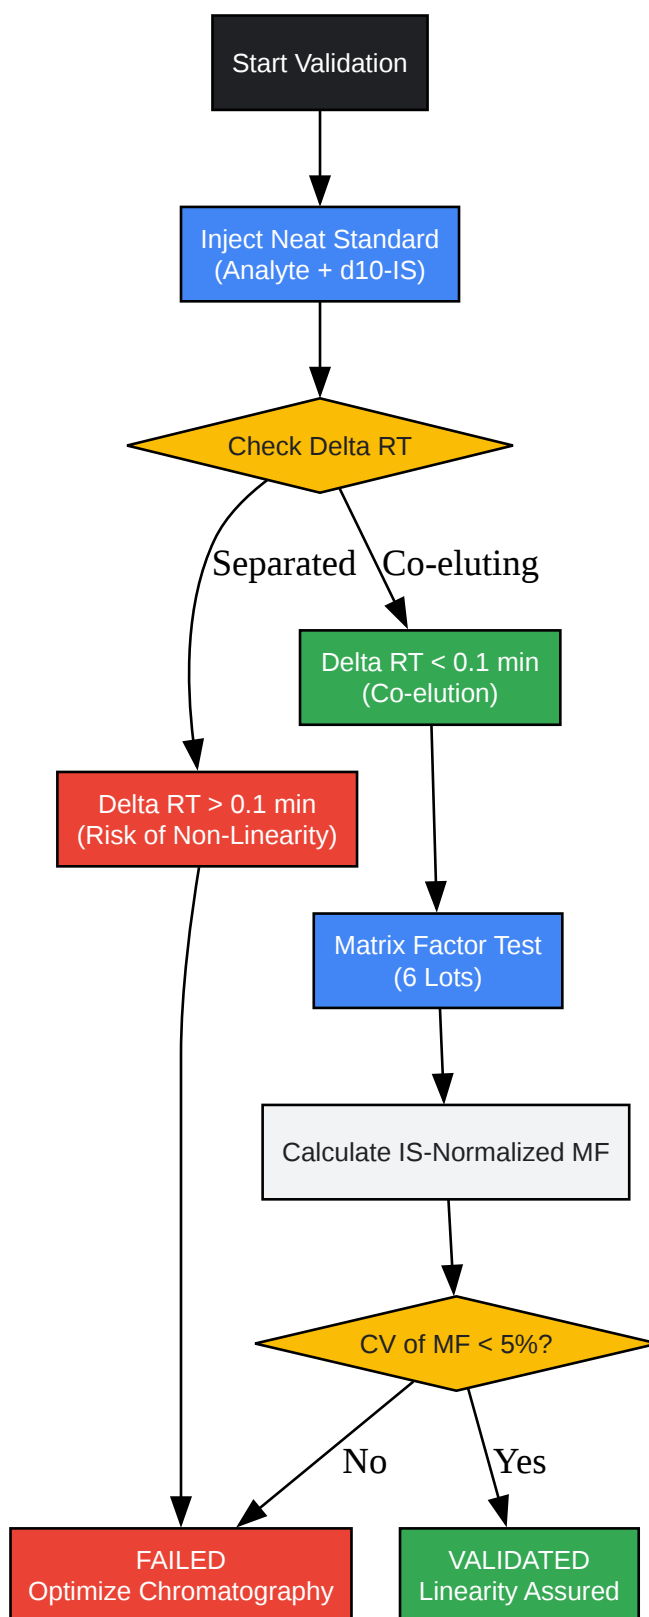 Start Validation
Inject Neat Standard
(Analyte + d10-IS)
Check Delta RT
Separated
Co-eluting
Delta RT < 0.1 min
(Co-elution)
Delta RT > 0.1 min
(Risk of Non-Linearity)
Matrix Factor Test
(6 Lots)
Calculate IS-Normalized MF
CV of MF < 5%?
No
Yes
FAILED
Optimize Chromatography
VALIDATED
Linearity Assured